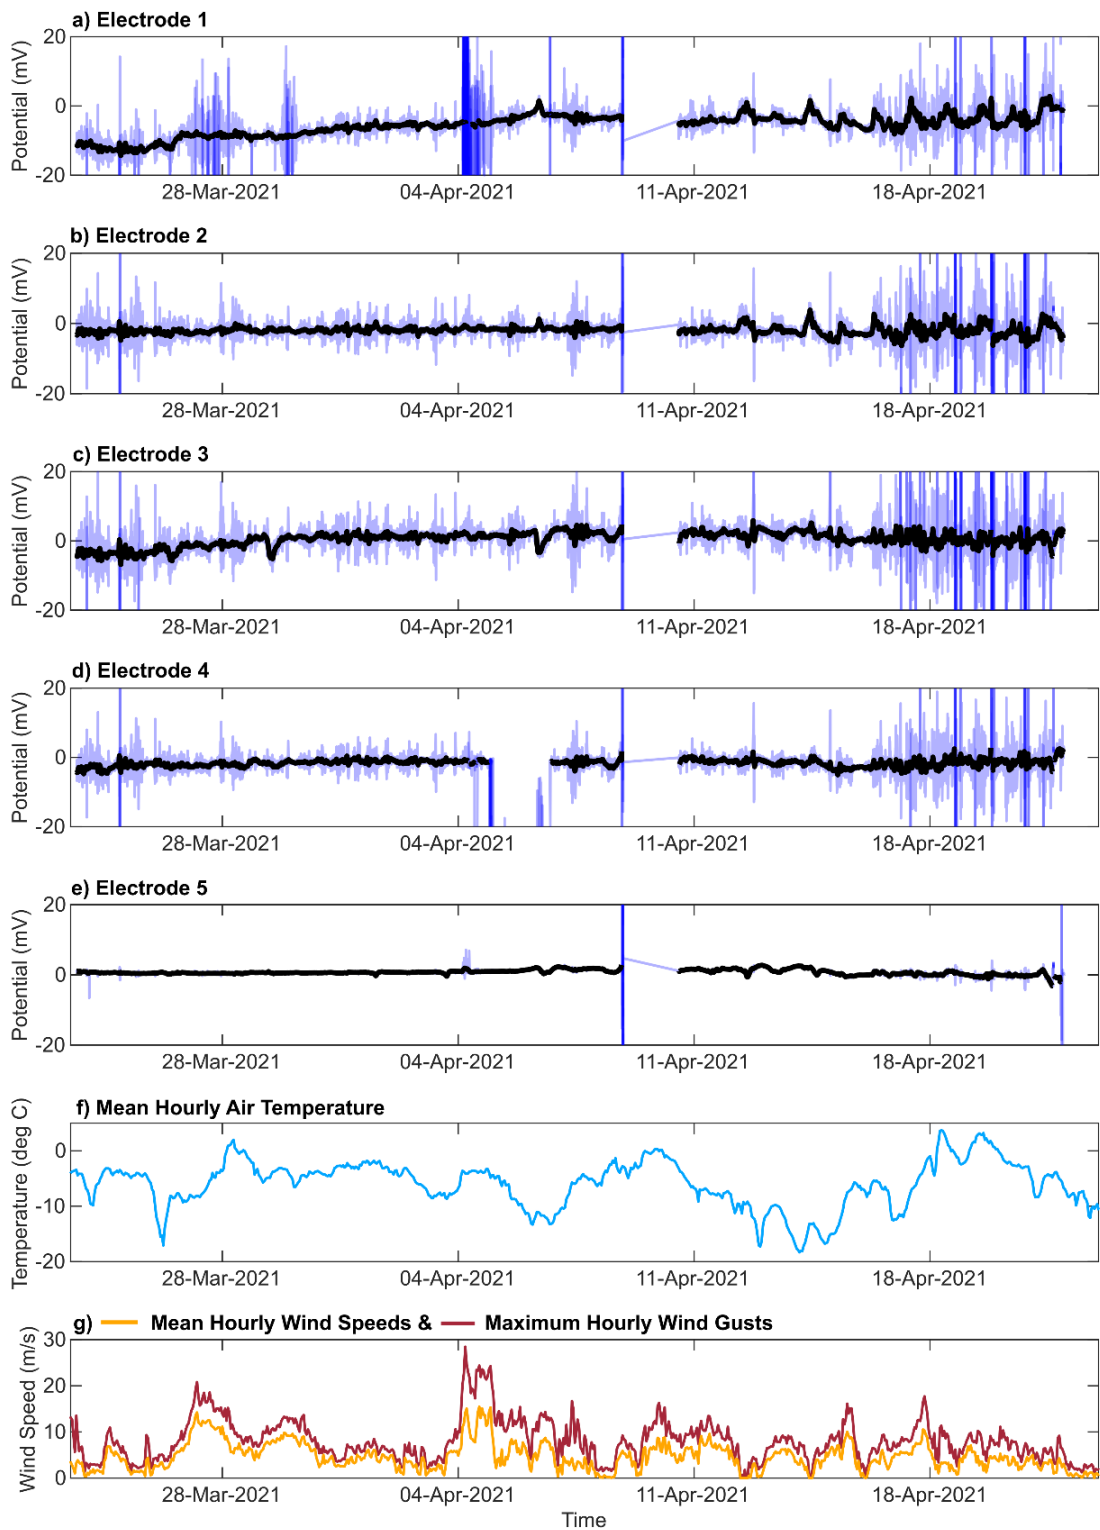 a) Electrode 1
Potential (mV)
20
0
-20
28-Mar-2021 04-Apr-2021 11-Apr-2021 18-Apr-2021
b) Electrode 2
Potential (mV)
20
0
-20
28-Mar-2021 04-Apr-2021 11-Apr-2021 18-Apr-2021
c) Electrode 3
Potential (mV)
20
0
-20
28-Mar-2021 04-Apr-2021 11-Apr-2021 18-Apr-2021
d) Electrode 4
Potential (mV)
20
0
-20
28-Mar-2021 04-Apr-2021 11-Apr-2021 18-Apr-2021
e) Electrode 5
Potential (mV)
20
0
-20
28-Mar-2021 04-Apr-2021 11-Apr-2021 18-Apr-2021
f) Mean Hourly Air Temperature
Temperature (deg C)
0
-10
-20
28-Mar-2021 04-Apr-2021 11-Apr-2021 18-Apr-2021
g) Mean Hourly Wind Speeds & Maximum Hourly Wind Gusts
Wind Speed (m/s)
30
20
10
0
28-Mar-2021 04-Apr-2021 11-Apr-2021 18-Apr-2021
Time